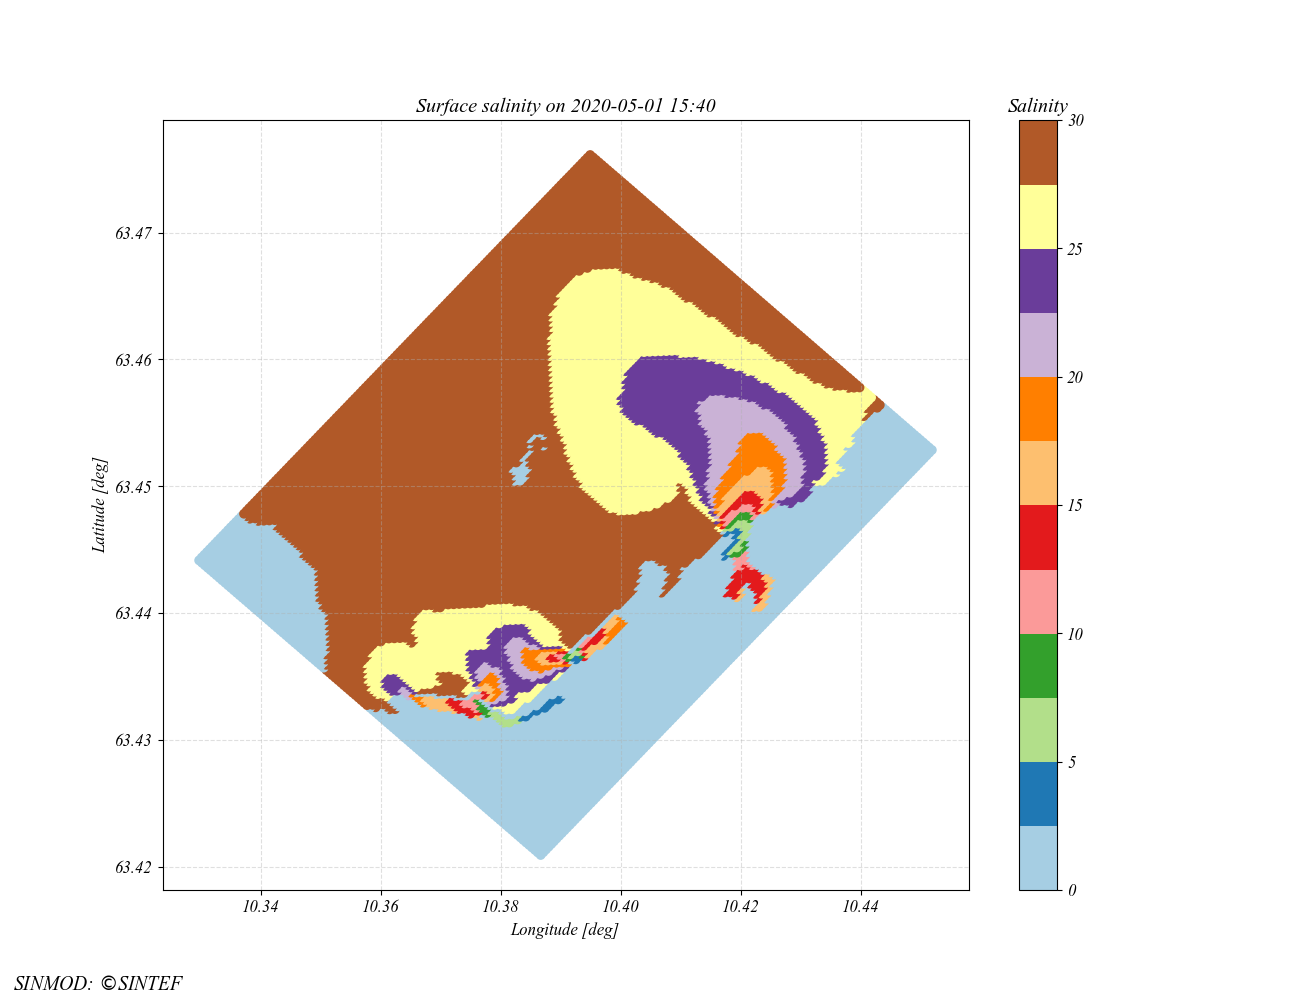 Surface salinity on 2020-05-01 15:40
Salinity
30
25
20
15
10
5
0
63.47
63.46
63.45
63.44
63.43
63.42
Latitude [deg]
10.34 10.36 10.38 10.40 10.42 10.44
Longitude [deg]
SINMOD: ©SINTEF